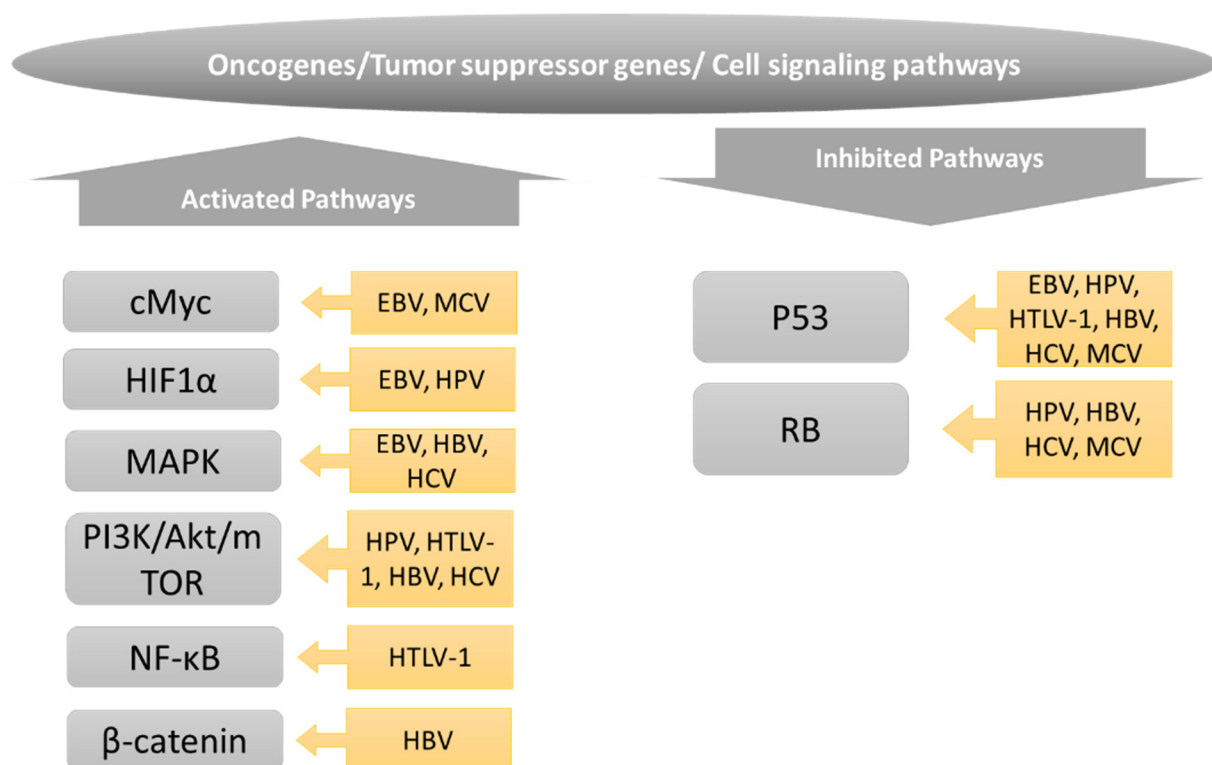 Oncogenes/Tumor suppressor genes/ Cell signaling pathways
Activated Pathways
cMyc
EBV, MCV
HIF1α
EBV, HPV
MAPK
EBV, HBV,
HCV
PI3K/Akt/m
TOR
HPV, HTLV-
1, HBV, HCV
NF-κB
HTLV-1
β-catenin
HBV
Inhibited Pathways
P53
EBV, HPV,
HTLV-1, HBV,
HCV, MCV
RB
HPV, HBV,
HCV, MCV